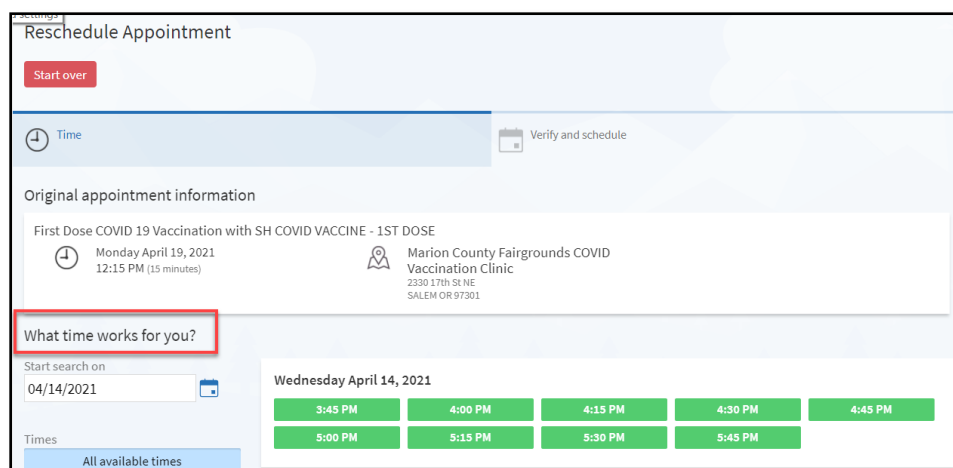 settings
Reschedule Appointment
Start over
Time
Verify and schedule
Original appointment information
First Dose COVID 19 Vaccination with SH COVID VACCINE - 1ST DOSE
Monday April 19, 2021
12:15 PM (15 minutes)
Marion County Fairgrounds COVID
Vaccination Clinic
2330 17th St NE
SALEM OR 97301
What time works for you?
Start search on
04/14/2021
Wednesday April 14, 2021
3:45 PM 4:00 PM 4:15 PM 4:30 PM 4:45 PM
5:00 PM 5:15 PM 5:30 PM 5:45 PM
Times
All available times